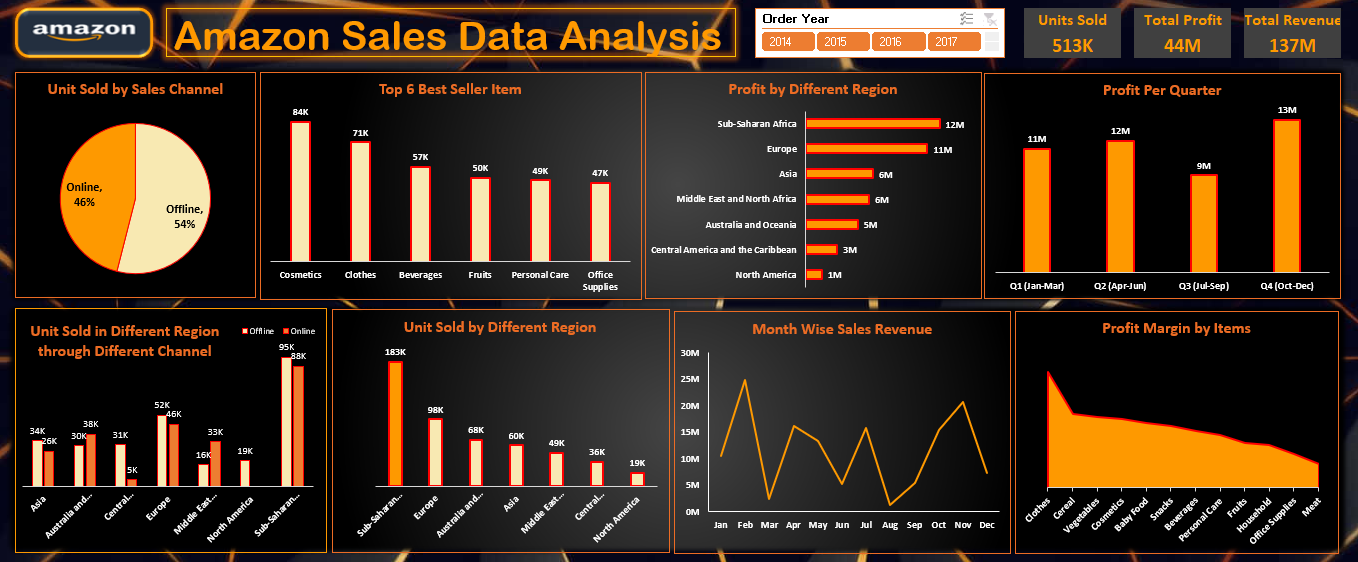 amazon
Amazon Sales Data Analysis
Order Year
2014
2015
2016
2017
Units Sold
513K
Total Profit
44M
Total Revenue
137M
Unit Sold by Sales Channel
Online,
46%
Offline,
54%
Top 6 Best Seller Item
84K
71K
57K
50K
49K
47K
Cosmetics
Clothes
Beverages
Fruits
Personal Care
Office
Supplies
Profit by Different Region
Sub-Saharan Africa
12M
Europe
11M
Asia
6M
Middle East and North Africa
6M
Australia and Oceania
5M
Central America and the Caribbean
3M
North America
1M
Profit Per Quarter
11M
12M
9M
13M
Q1 (Jan-Mar)
Q2 (Apr-Jun)
Q3 (Jul-Sep)
Q4 (Oct-Dec)
Unit Sold in Different Region
through Different Channel
Offline
Online
34K
26K
30K
38K
31K
5K
52K
46K
16K
33K
19K
95K
88K
Asia
Australia and...
Central...
Europe
Middle East...
North America
Sub-Saharan...
Unit Sold by Different Region
183K
98K
68K
60K
49K
36K
19K
Sub-Saharan...
Europe
Australia and...
Asia
Middle East...
Central...
North America
Month Wise Sales Revenue
30M
25M
20M
15M
10M
5M
0M
Jan
Feb
Mar
Apr
May
Jun
Jul
Aug
Sep
Oct
Nov
Dec
Profit Margin by Items
Clothes
Cereal
Vegetables
Cosmetics
Baby Food
Snacks
Beverages
Personal Care
Fruits
Household
Office Supplies
Meat